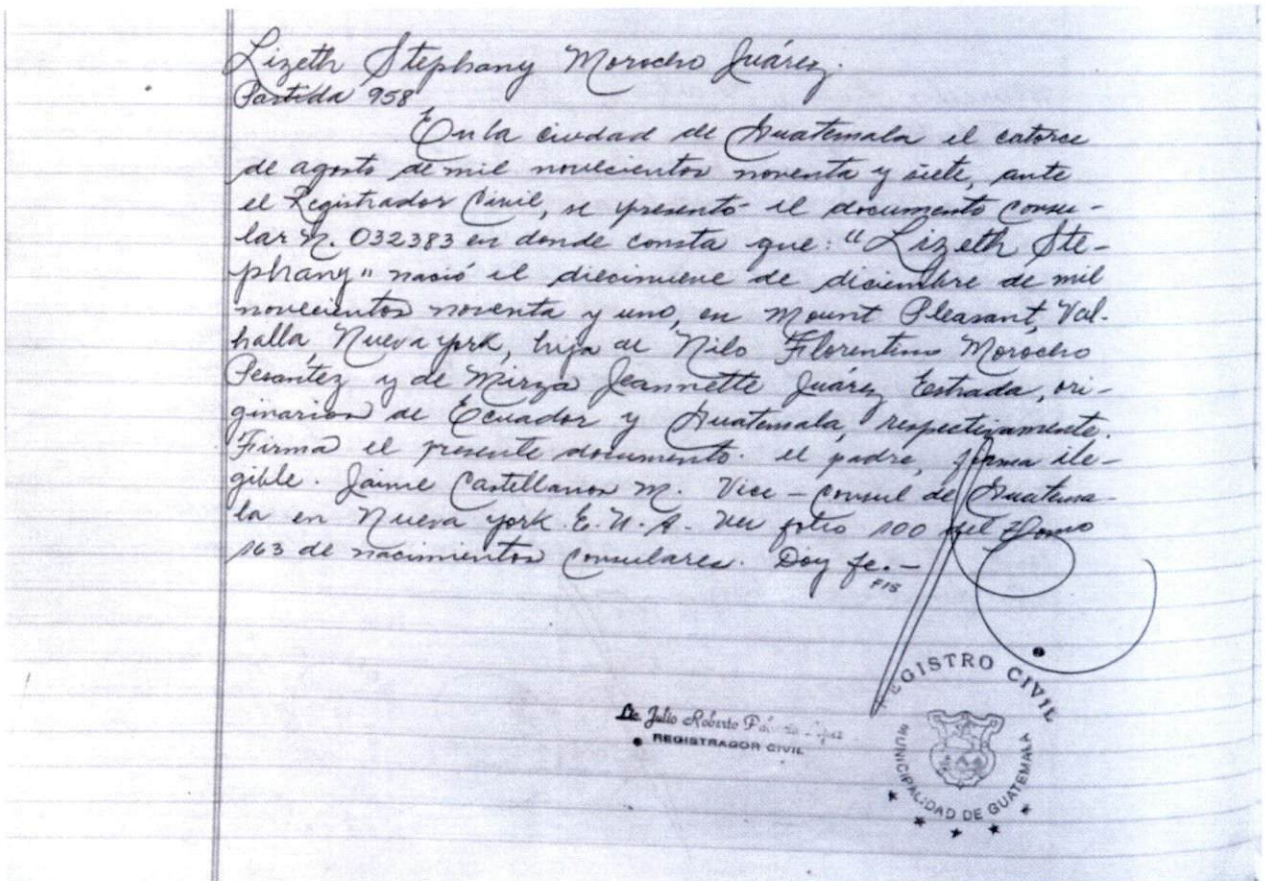 Lizeth Stephany Morocho Juárez.
Partida 958
En la ciudad de Guatemala el catorce
de agosto de mil novecientos noventa y siete, ante
el Registrador Civil, se presentó el documento consu-
lar N. 032383 en donde consta que: "Lizeth Ste-
phany" nació el diecinueve de diciembre de mil
novecientos noventa y uno, en Mount Pleasant, Val-
halla, Nueva york, hija de Nilo Florentino Morocho
Pesantez y de Mirza Jeannette Juárez Estrada, ori-
ginarios de Ecuador y Guatemala, respectivamente.
Firma el presente documento. el padre, firma ile-
gible. Jaime Castellanos M. Vice-consul de Guatema-
la en Nueva york. E.U.A. Ver folio 100 del Tomo
163 de nacimientos consulares. Doy fe.-
REGISTRO CIVIL
Lic. Julio Roberto
REGISTRADOR CIVIL
MUNICIPALIDAD DE GUATEMALA